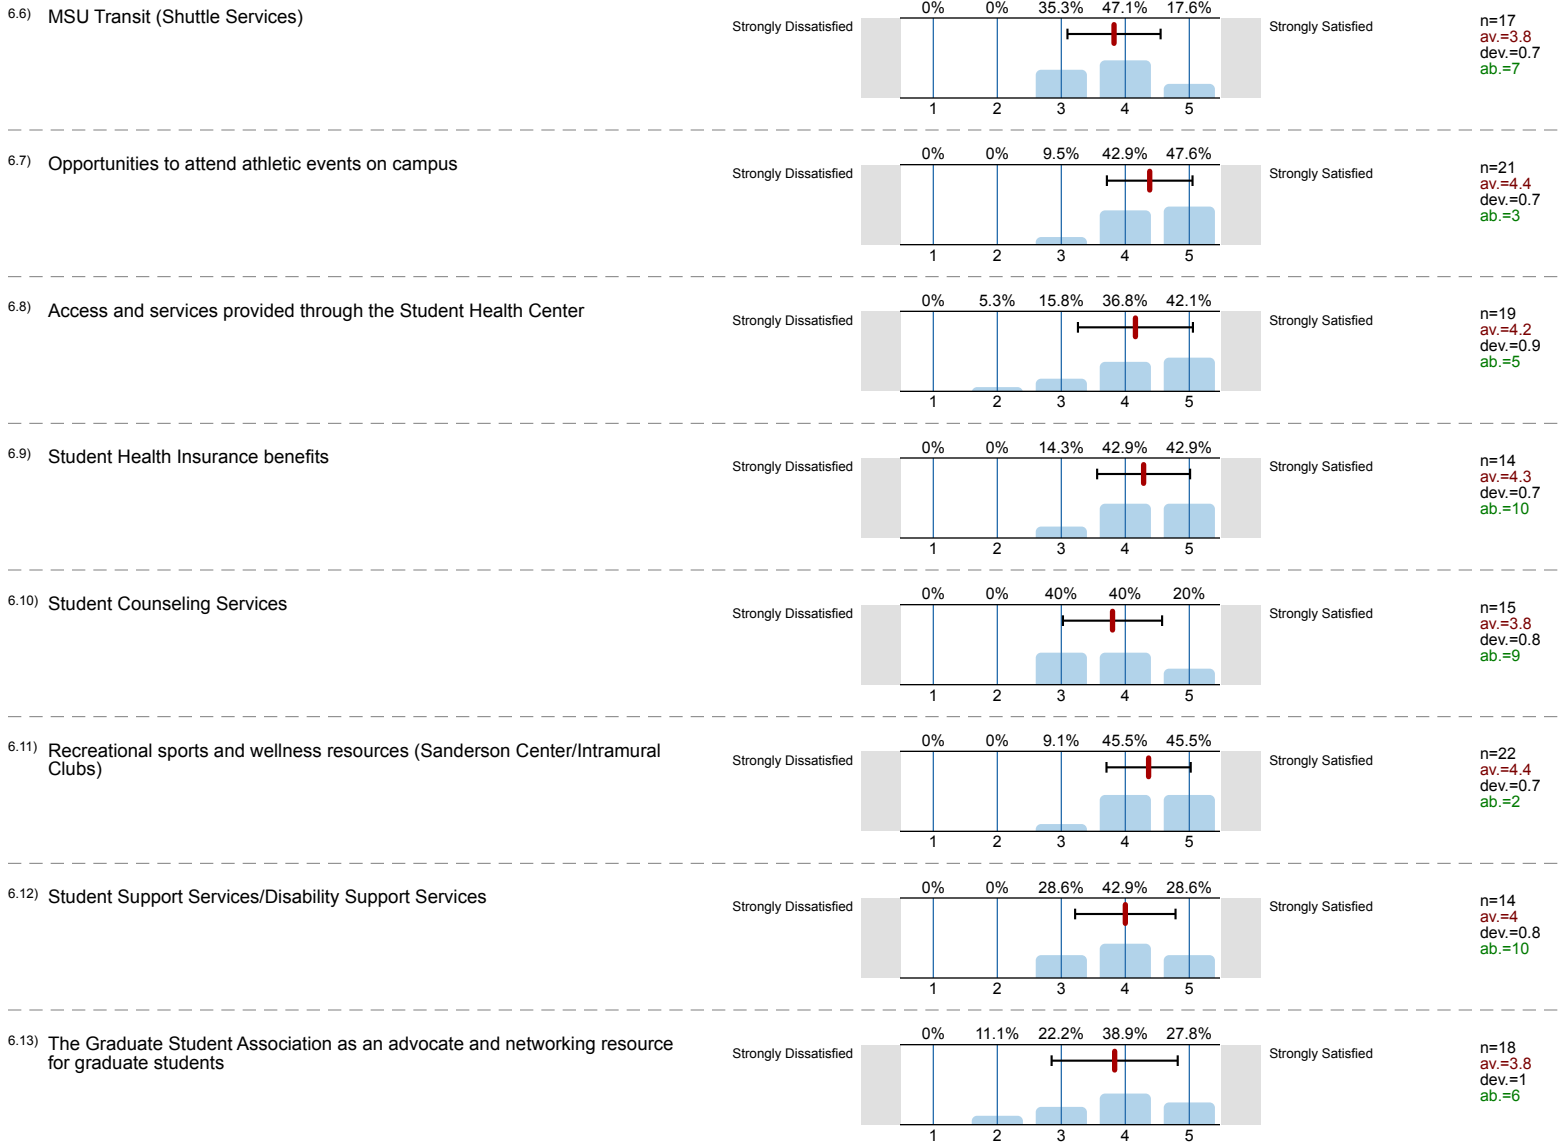 6.6) MSU Transit (Shuttle Services)
0% 0% 35.3% 47.1% 17.6%
Strongly Dissatisfied Strongly Satisfied
n=17
av.=3.8
dev.=0.7
ab.=7
1 2 3 4 5
6.7) Opportunities to attend athletic events on campus
0% 0% 9.5% 42.9% 47.6%
Strongly Dissatisfied Strongly Satisfied
n=21
av.=4.4
dev.=0.7
ab.=3
1 2 3 4 5
6.8) Access and services provided through the Student Health Center
0% 5.3% 15.8% 36.8% 42.1%
Strongly Dissatisfied Strongly Satisfied
n=19
av.=4.2
dev.=0.9
ab.=5
1 2 3 4 5
6.9) Student Health Insurance benefits
0% 0% 14.3% 42.9% 42.9%
Strongly Dissatisfied Strongly Satisfied
n=14
av.=4.3
dev.=0.7
ab.=10
1 2 3 4 5
6.10) Student Counseling Services
0% 0% 40% 40% 20%
Strongly Dissatisfied Strongly Satisfied
n=15
av.=3.8
dev.=0.8
ab.=9
1 2 3 4 5
6.11) Recreational sports and wellness resources (Sanderson Center/Intramural
Clubs)
0% 0% 9.1% 45.5% 45.5%
Strongly Dissatisfied Strongly Satisfied
n=22
av.=4.4
dev.=0.7
ab.=2
1 2 3 4 5
6.12) Student Support Services/Disability Support Services
0% 0% 28.6% 42.9% 28.6%
Strongly Dissatisfied Strongly Satisfied
n=14
av.=4
dev.=0.8
ab.=10
1 2 3 4 5
6.13) The Graduate Student Association as an advocate and networking resource
for graduate students
0% 11.1% 22.2% 38.9% 27.8%
Strongly Dissatisfied Strongly Satisfied
n=18
av.=3.8
dev.=1
ab.=6
1 2 3 4 5